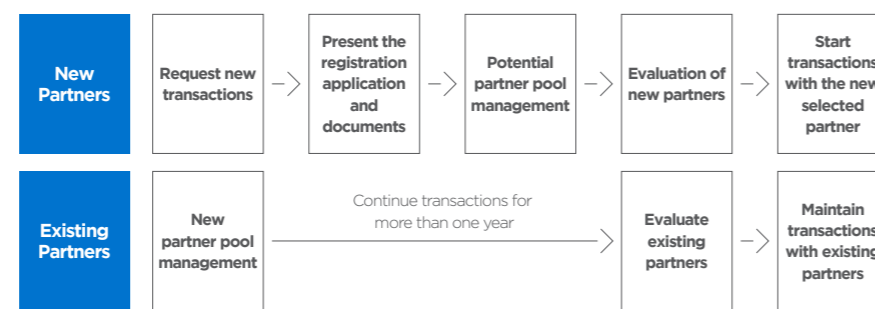 New
Partners
Request new
transactions
Present the
registration
application
and
documents
Potential
partner pool
management
Evaluation of
new partners
Start
transactions
with the new
selected
partner
Existing
Partners
New
partner pool
management
Continue transactions for
more than one year
Evaluate
existing
partners
Maintain
transactions
with existing
partners